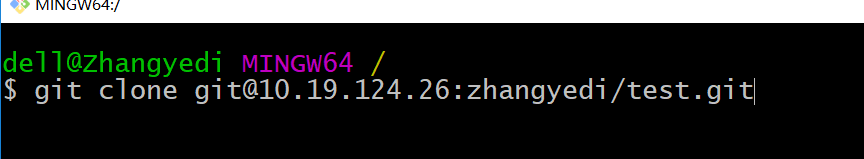 MINGW64:/
dell@Zhangyedi MINGW64 /
$ git clone git@10.19.124.26:zhangyedi/test.git